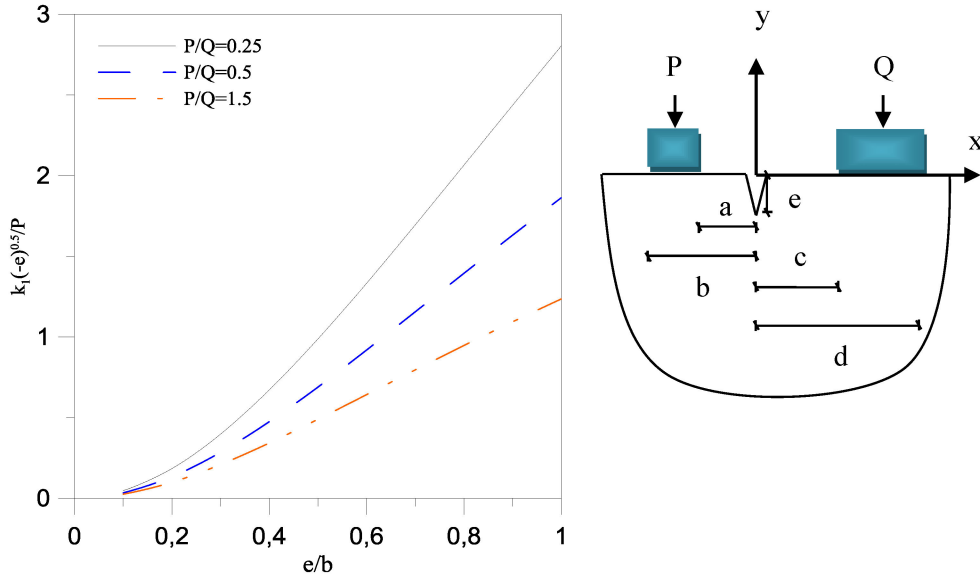 3
2
1
0
k₁(-e)⁰·⁵/P
P/Q=0.25
P/Q=0.5
P/Q=1.5
0
0,2
0,4
0,6
0,8
1
e/b
y
P
Q
x
e
a
c
b
d